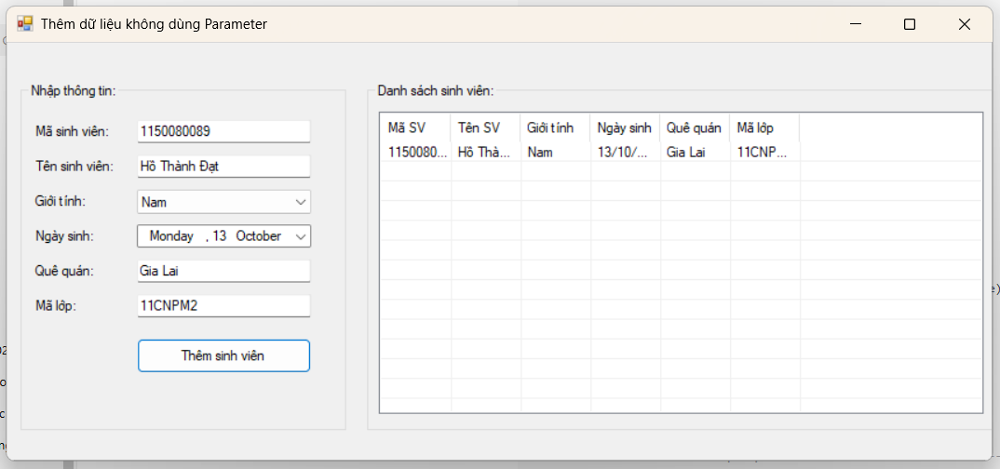 Thêm dữ liệu không dùng Parameter
Nhập thông tin:
Mã sinh viên: 1150080089
Tên sinh viên: Hồ Thành Đạt
Giới tính: Nam
Ngày sinh: Monday , 13 October
Quê quán: Gia Lai
Mã lớp: 11CNPM2
Thêm sinh viên
Danh sách sinh viên:
Mã SV Tên SV Giới tính Ngày sinh Quê quán Mã lớp
1150080... Hồ Thà... Nam 13/10/... Gia Lai 11CNP...